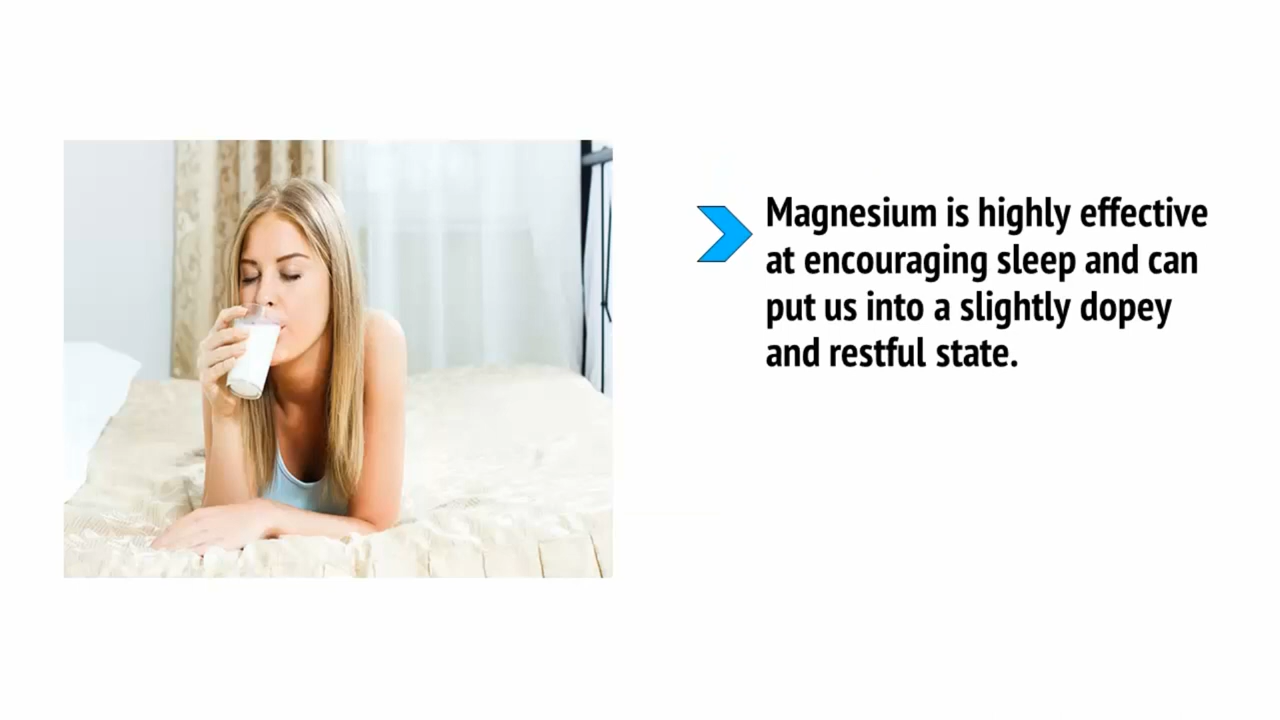 Magnesium is highly effective
at encouraging sleep and can
put us into a slightly dopey
and restful state.